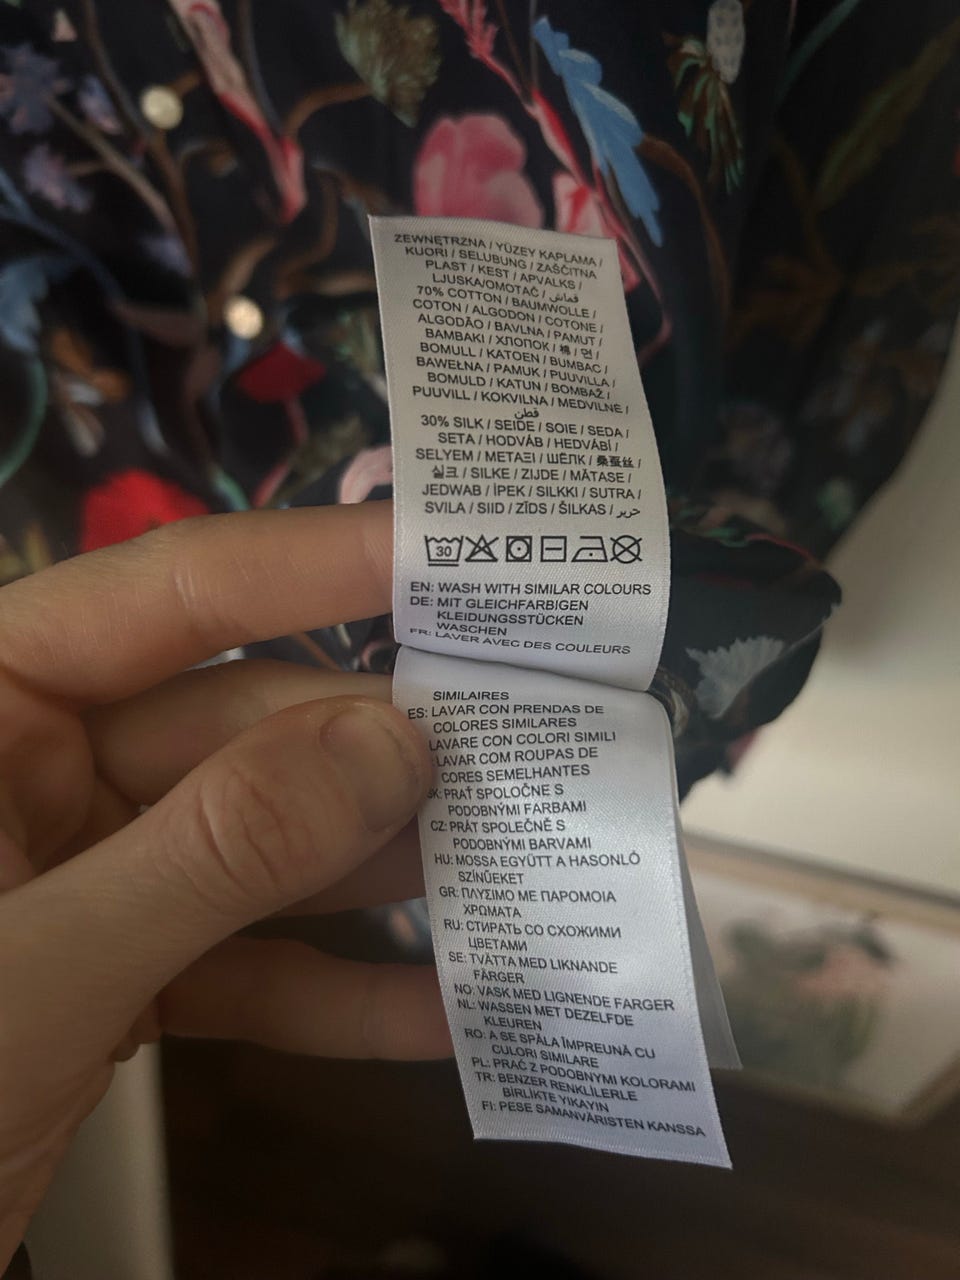 ZEWNĘTRZNA / YÜZEY KAPLAMA /
KUORI / SELUBUNG / ZAŠČITNA
PLAST / KEST / APVALKS /
LJUSKA/OMOTAČ / قماش
70% COTTON / BAUMWOLLE /
COTON / ALGODON / COTONE /
ALGODÃO / BAVLNA / PAMUT /
BAMBAKI / ХЛОПОК / 棉 / 면 /
BOMULL / KATOEN / BUMBAC /
BAWEŁNA / PAMUK / PUUVILLA /
BOMULD / KATUN / BOMBAŽ /
PUUVILL / KOKVILNA / MEDVILNĖ /
قطن
30% SILK / SEIDE / SOIE / SEDA /
SETA / HODVÁB / HEDVÁBÍ /
SELYEM / ΜΕΤΑΞΙ / ШЁЛК / 桑蚕丝 /
실크 / SILKE / ZIJDE / MĂTASE /
JEDWAB / İPEK / SILKKI / SUTRA /
SVILA / SIID / ZĪDS / ŠILKAS / حرير
30
EN: WASH WITH SIMILAR COLOURS
DE: MIT GLEICHFARBIGEN
KLEIDUNGSSTÜCKEN
WASCHEN
FR: LAVER AVEC DES COULEURS
SIMILAIRES
ES: LAVAR CON PRENDAS DE
COLORES SIMILARES
LAVARE CON COLORI SIMILI
LAVAR COM ROUPAS DE
CORES SEMELHANTES
SK: PRAŤ SPOLOČNE S
PODOBNÝMI FARBAMI
CZ: PRÁT SPOLEČNĚ S
PODOBNÝMI BARVAMI
HU: MOSSA EGYÜTT A HASONLÓ
SZÍNŰEKET
GR: ΠΛΥΣΙΜΟ ΜΕ ΠΑΡΟΜΟΙΑ
ΧΡΩΜΑΤΑ
RU: СТИРАТЬ СО СХОЖИМИ
ЦВЕТАМИ
SE: TVÄTTA MED LIKNANDE
FÄRGER
NO: VASK MED LIGNENDE FARGER
NL: WASSEN MET DEZELFDE
KLEUREN
RO: A SE SPĂLA ÎMPREUNĂ CU
CULORI SIMILARE
PL: PRAĆ Z PODOBNYMI KOLORAMI
TR: BENZER RENKLİLERLE
BİRLİKTE YIKAYIN
FI: PESE SAMANVÄRISTEN KANSSA